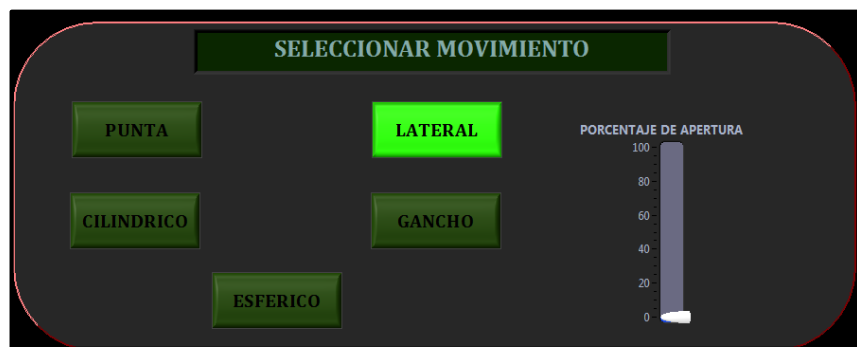 SELECCIONAR MOVIMIENTO
PUNTA
LATERAL
PORCENTAJE DE APERTURA
100
80
60
40
20
0
CILINDRICO
GANCHO
ESFERICO